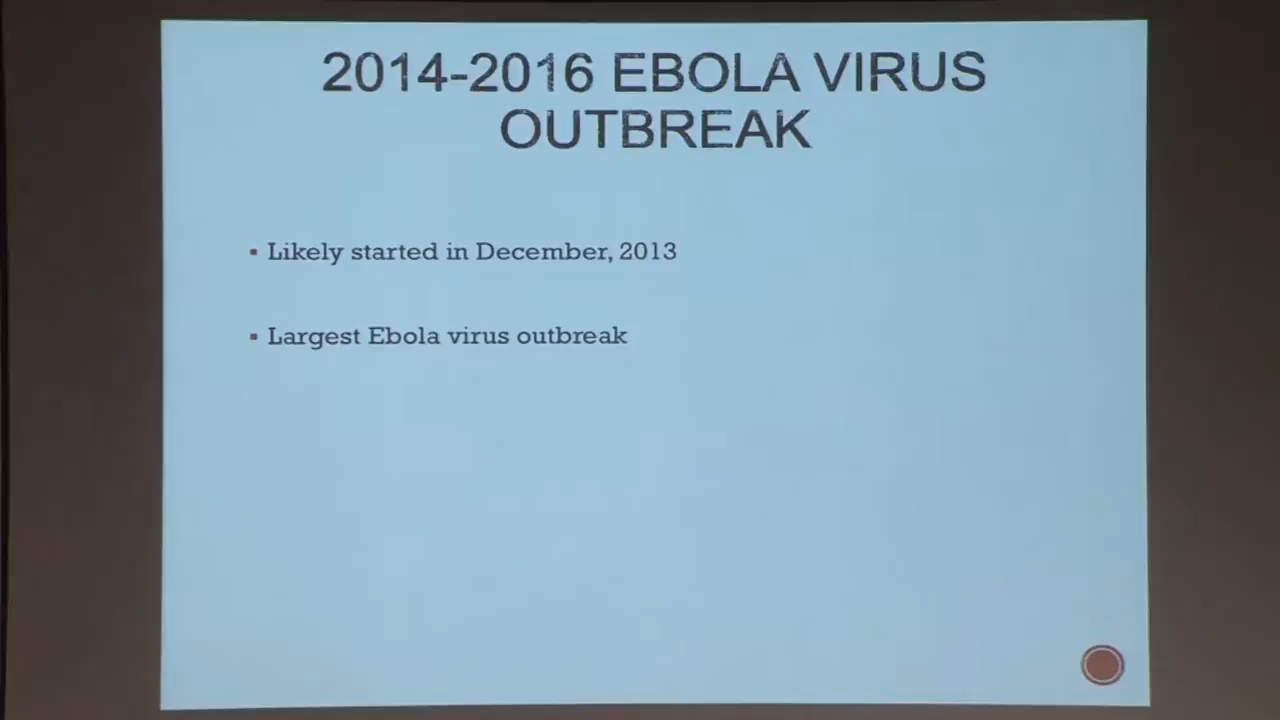 2014-2016 EBOLA VIRUS
OUTBREAK
▪ Likely started in December, 2013
▪ Largest Ebola virus outbreak